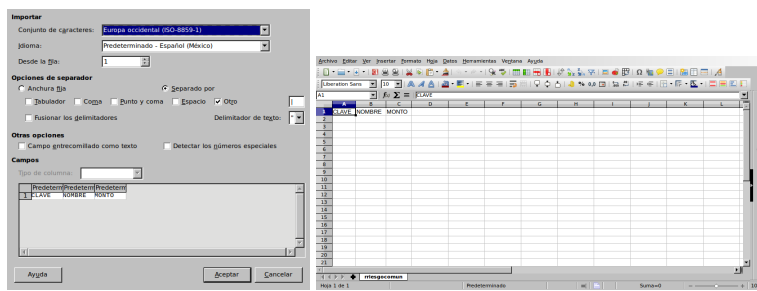 Importar
Conjunto de caracteres: Europa occidental (ISO-8859-1)
Idioma: Predeterminado - Español (México)
Desde la fila: 1
Opciones de separador
Anchura fija Separado por
Tabulador Coma Punto y coma Espacio Otro |
Fusionar los delimitadores Delimitador de texto: "
Otras opciones
Campo entrecomillado como texto Detectar los números especiales
Campos
Tipo de columna:
Predeterm Predeterm Predeterm
1 CLAVE NOMBRE MONTO
Ayuda Aceptar Cancelar
Archivo Editar Ver Insertar Formato Hoja Datos Herramientas Ventana Ayuda
Liberation Sans 10
A1 CLAVE
A B C D E F G H I J K L
1 CLAVE NOMBRE MONTO
2
3
4
5
6
7
8
9
10
11
12
13
14
15
16
17
18
19
20
21
rriesgocomun
Hoja 1 de 1 Predeterminado Suma=0 10